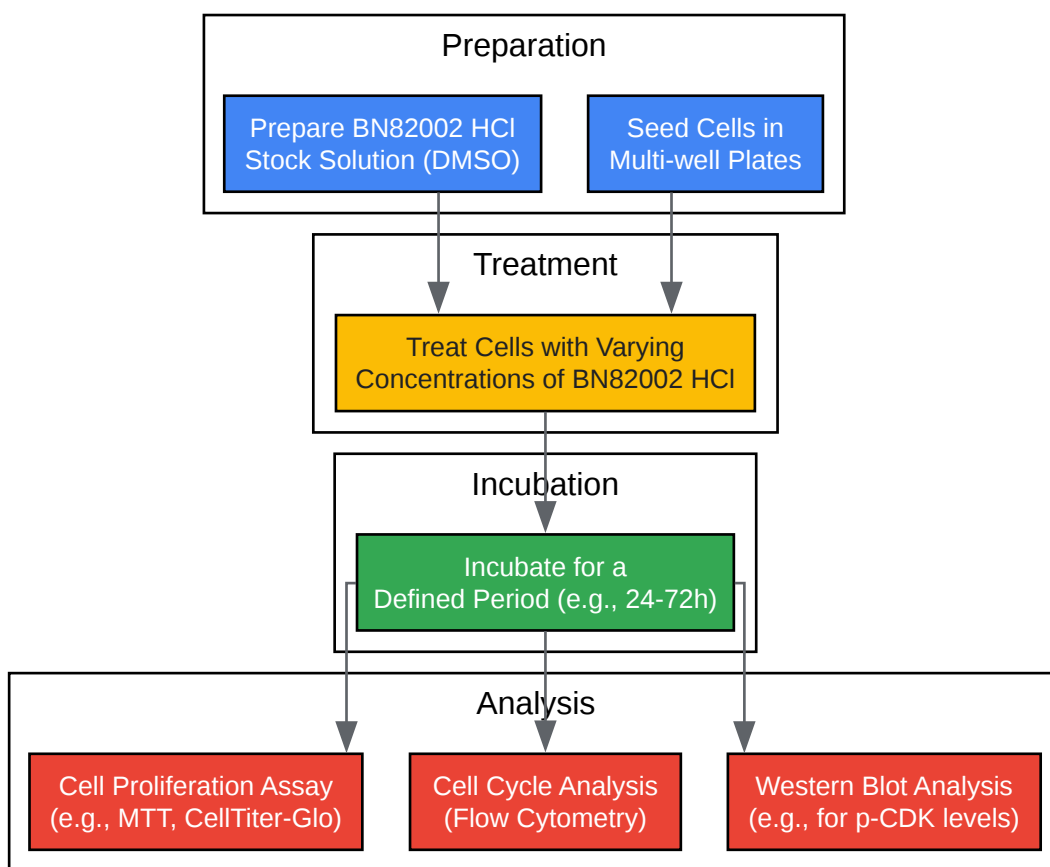 Preparation
Prepare BN82002 HCl
Stock Solution (DMSO)
Seed Cells in
Multi-well Plates
Treatment
Treat Cells with Varying
Concentrations of BN82002 HCl
Incubation
Incubate for a
Defined Period (e.g., 24-72h)
Analysis
Cell Proliferation Assay
(e.g., MTT, CellTiter-Glo)
Cell Cycle Analysis
(Flow Cytometry)
Western Blot Analysis
(e.g., for p-CDK levels)